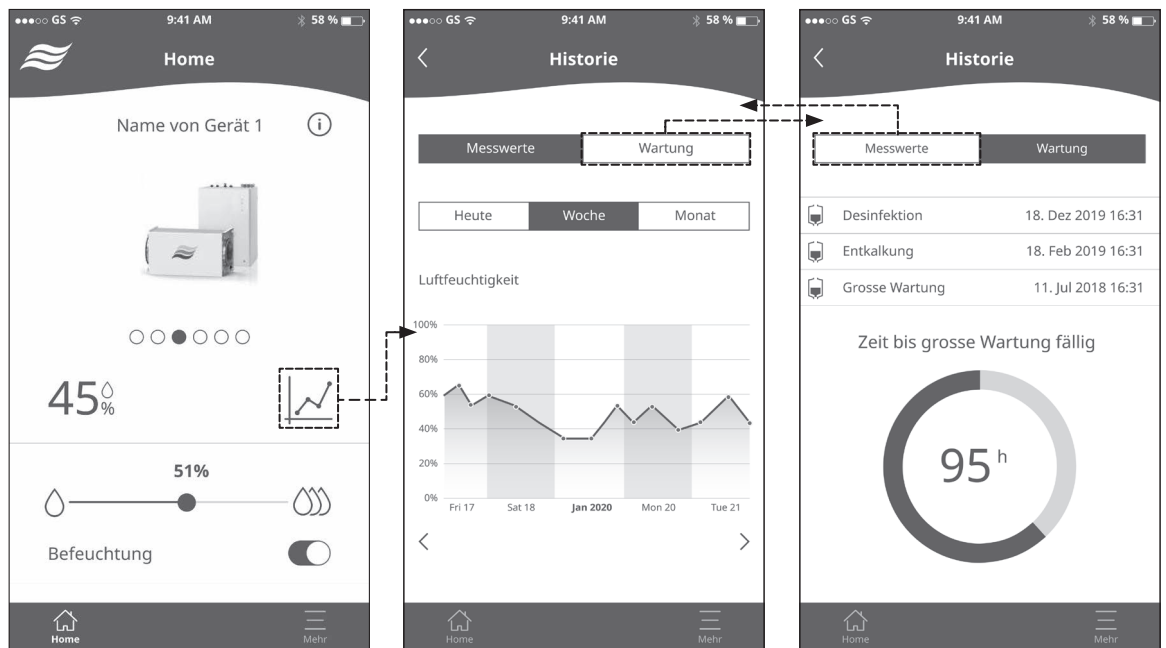 GS 9:41 AM 58 %
Home
Name von Gerät 1
45%
51%
Befeuchtung
Home Mehr
GS 9:41 AM 58 %
Historie
Messwerte Wartung
Heute Woche Monat
Luftfeuchtigkeit
100%
80%
60%
40%
20%
0%
Fri 17 Sat 18 Jan 2020 Mon 20 Tue 21
Home Mehr
GS 9:41 AM 58 %
Historie
Messwerte Wartung
Desinfektion 18. Dez 2019 16:31
Entkalkung 18. Feb 2019 16:31
Grosse Wartung 11. Jul 2018 16:31
Zeit bis grosse Wartung fällig
95 h
Home Mehr